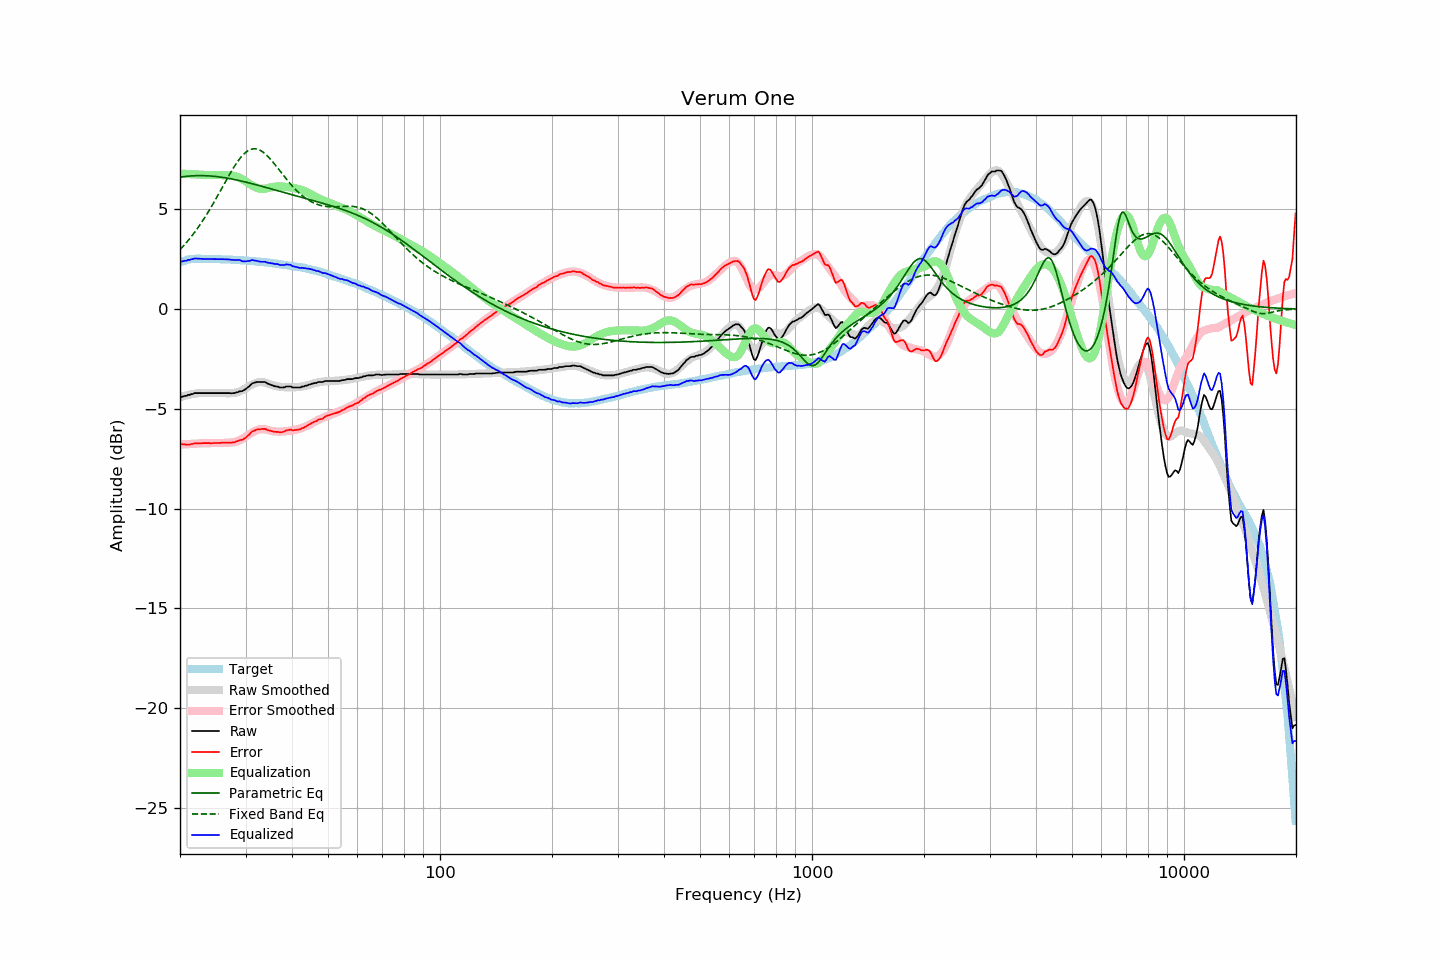 Verum One
5
0
−5
−10
−15
−20
−25
Amplitude (dBr)
Target
Raw Smoothed
Error Smoothed
Raw
Error
Equalization
Parametric Eq
Fixed Band Eq
Equalized
100
1000
10000
Frequency (Hz)